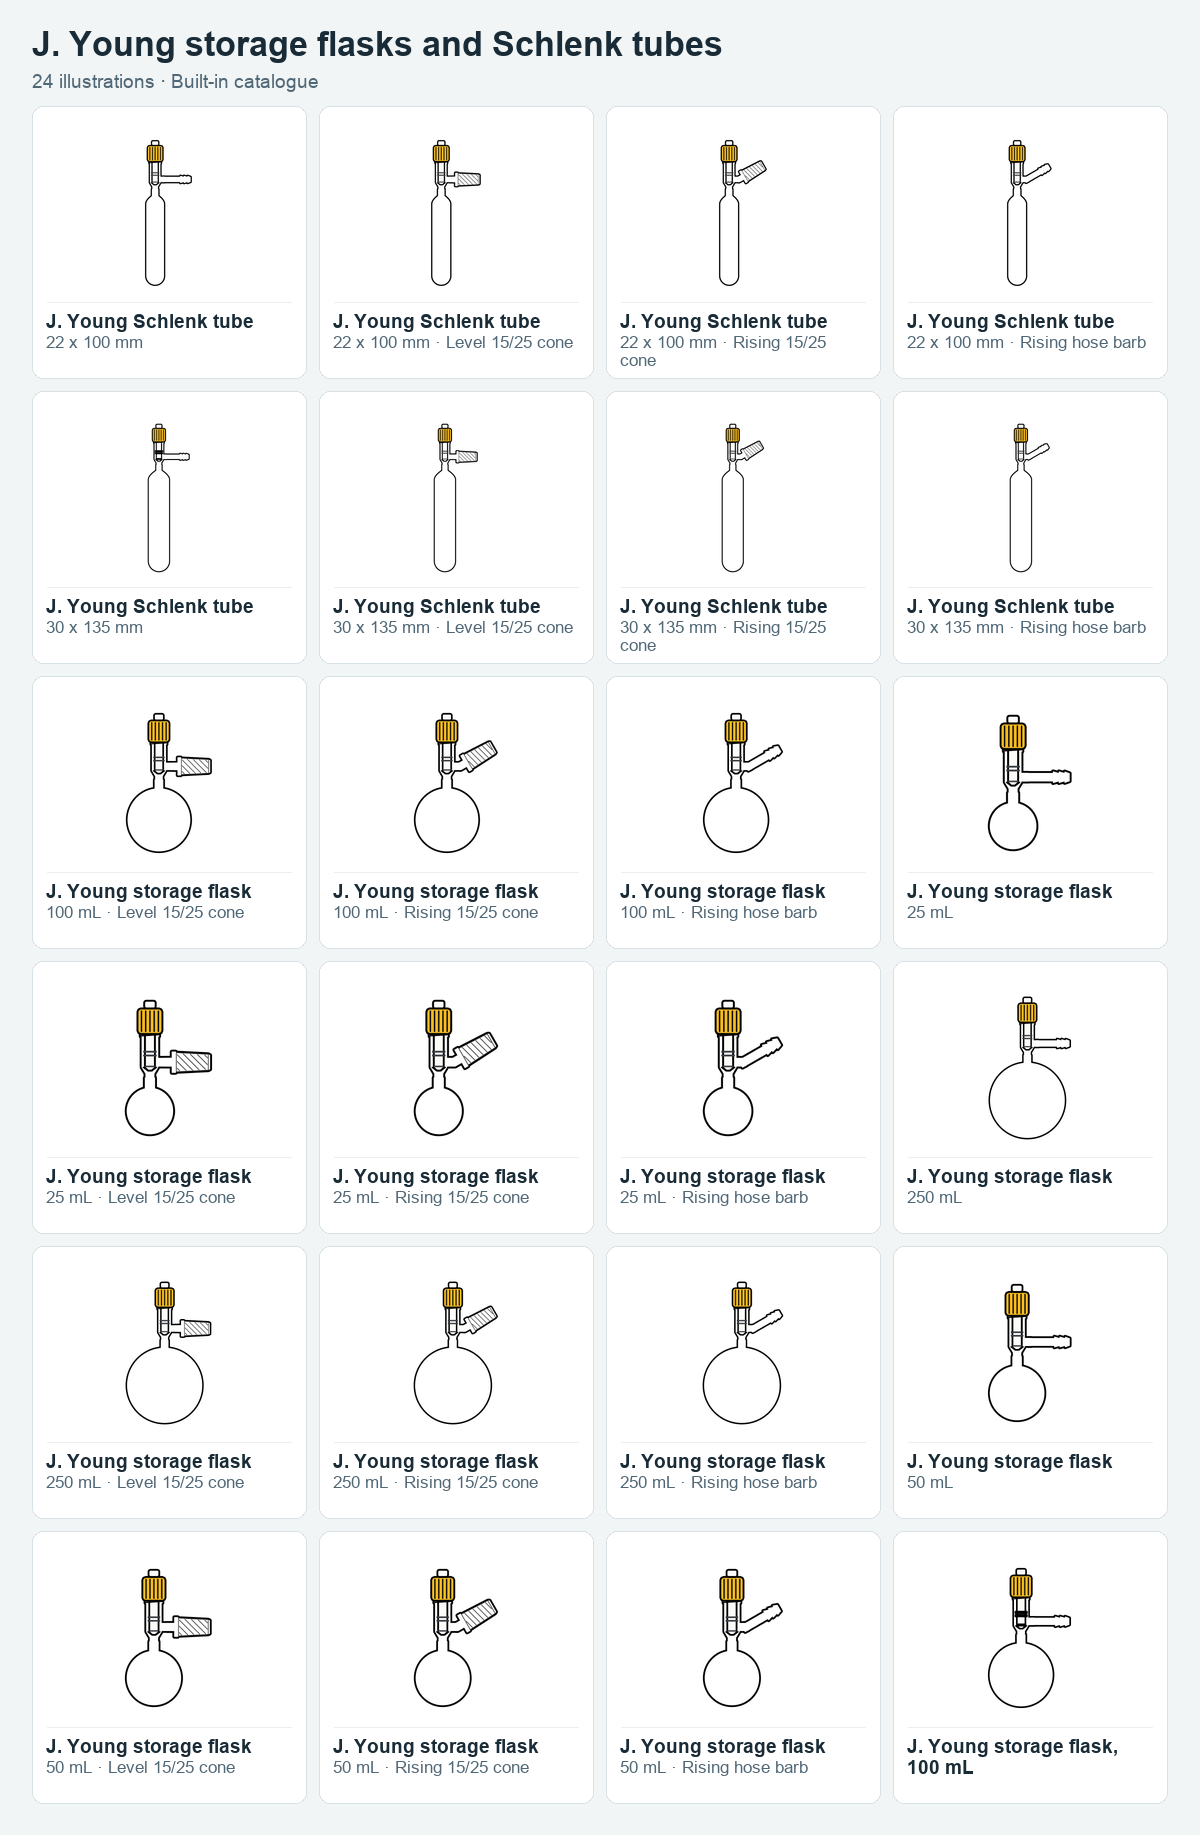 J. Young storage flasks and Schlenk tubes
24 illustrations · Built-in catalogue
J. Young Schlenk tube
22 x 100 mm
J. Young Schlenk tube
22 x 100 mm · Level 15/25 cone
J. Young Schlenk tube
22 x 100 mm · Rising 15/25
cone
J. Young Schlenk tube
22 x 100 mm · Rising hose barb
J. Young Schlenk tube
30 x 135 mm
J. Young Schlenk tube
30 x 135 mm · Level 15/25 cone
J. Young Schlenk tube
30 x 135 mm · Rising 15/25
cone
J. Young Schlenk tube
30 x 135 mm · Rising hose barb
J. Young storage flask
100 mL · Level 15/25 cone
J. Young storage flask
100 mL · Rising 15/25 cone
J. Young storage flask
100 mL · Rising hose barb
J. Young storage flask
25 mL
J. Young storage flask
25 mL · Level 15/25 cone
J. Young storage flask
25 mL · Rising 15/25 cone
J. Young storage flask
25 mL · Rising hose barb
J. Young storage flask
250 mL
J. Young storage flask
250 mL · Level 15/25 cone
J. Young storage flask
250 mL · Rising 15/25 cone
J. Young storage flask
250 mL · Rising hose barb
J. Young storage flask
50 mL
J. Young storage flask
50 mL · Level 15/25 cone
J. Young storage flask
50 mL · Rising 15/25 cone
J. Young storage flask
50 mL · Rising hose barb
J. Young storage flask,
100 mL